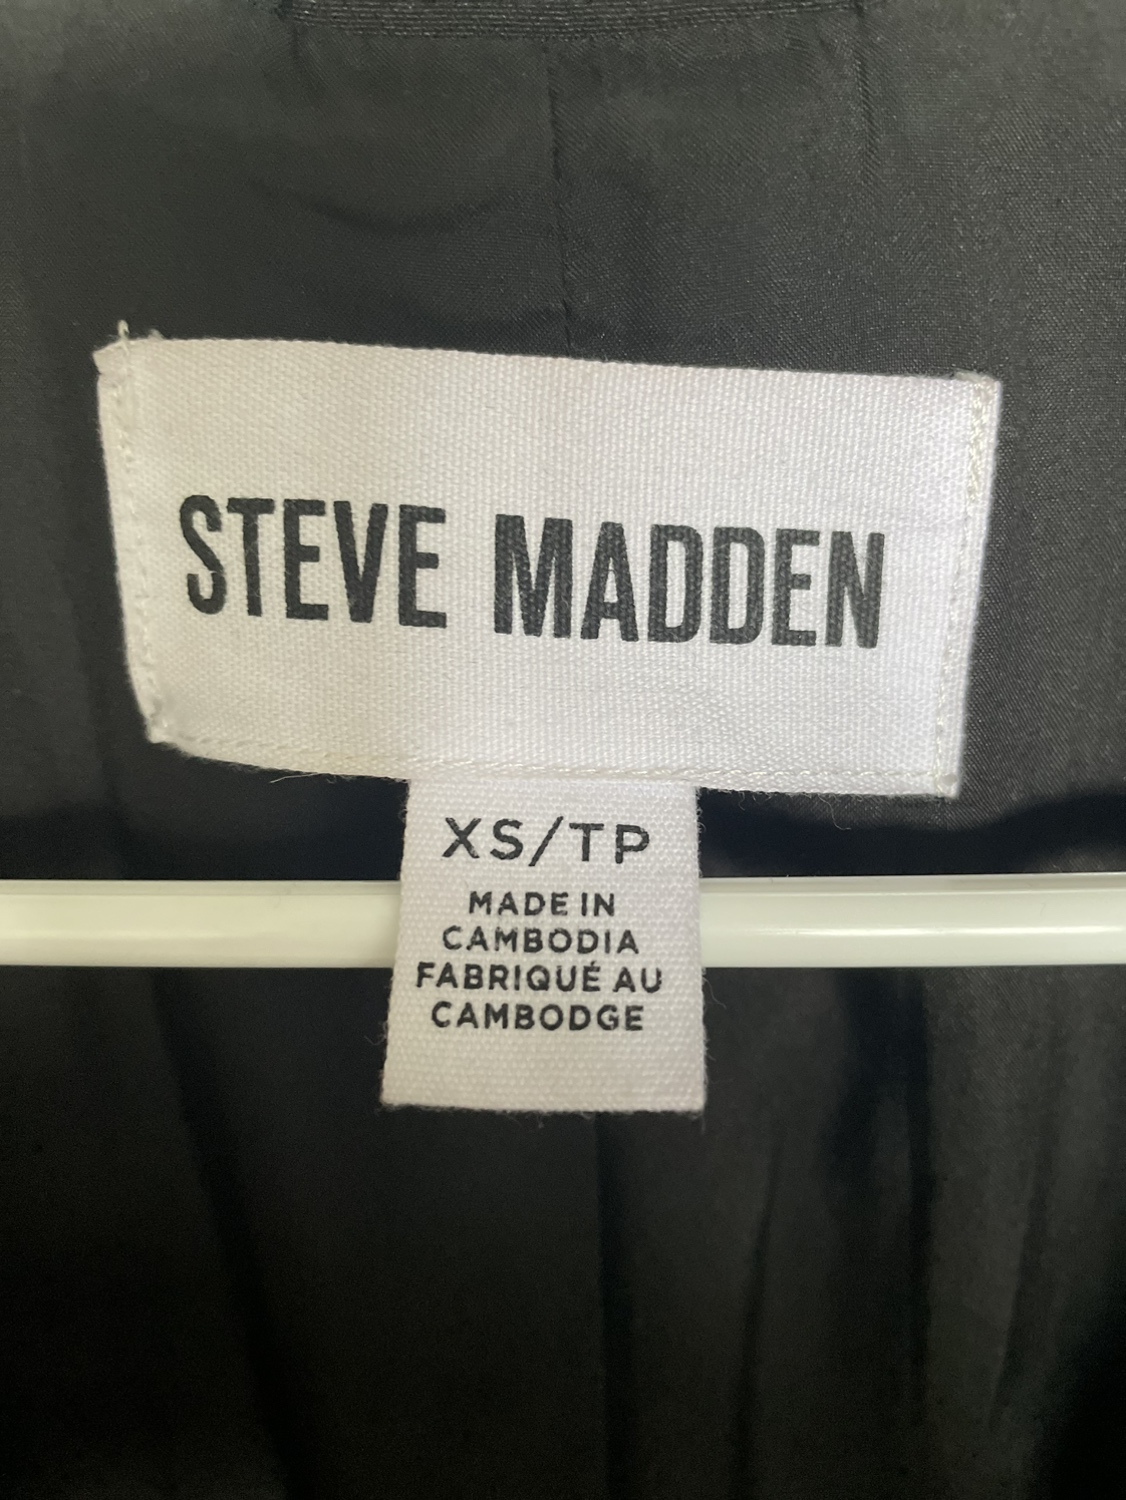 STEVE MADDEN
XS/TP
MADE IN
CAMBODIA
FABRIQUÉ AU
CAMBODGE